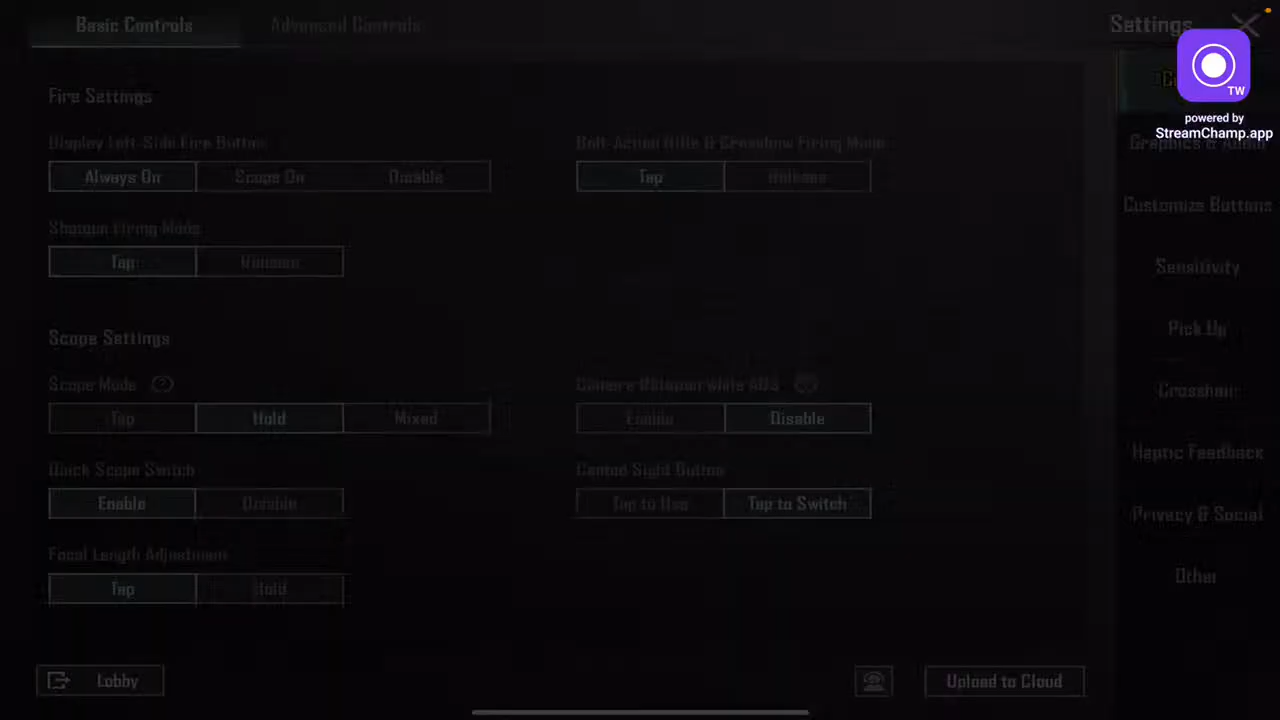 Basic Controls
Advanced Controls
Settings
TW
powered by
StreamChamp.app
Fire Settings
Display Left-Side Fire Button
Bolt-Action Rifle & Crossbow Firing Mode
Always On
Scope On
Disable
Tap
Release
Graphics & Audio
Customize Buttons
Shotgun Firing Mode
Tap
Release
Sensitivity
Pick Up
Scope Settings
Scope Mode
Camera Rotation while ADS
Tap
Hold
Mixed
Enable
Disable
Crosshair
Haptic Feedback
Quick Scope Switch
Canted Sight Button
Enable
Disable
Tap to Use
Tap to Switch
Privacy & Social
Focal Length Adjustment
Tap
Hold
Other
Lobby
Upload to Cloud